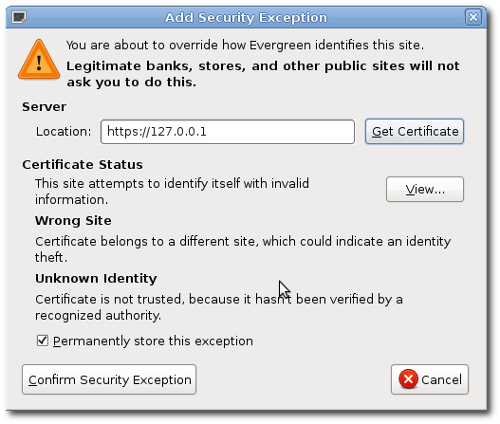 Add Security Exception
You are about to override how Evergreen identifies this site.
Legitimate banks, stores, and other public sites will not
ask you to do this.
Server
Location: https://127.0.0.1 Get Certificate
Certificate Status
This site attempts to identify itself with invalid
information.
View...
Wrong Site
Certificate belongs to a different site, which could indicate an identity
theft.
Unknown Identity
Certificate is not trusted, because it hasn't been verified by a
recognized authority.
Permanently store this exception
Confirm Security Exception Cancel